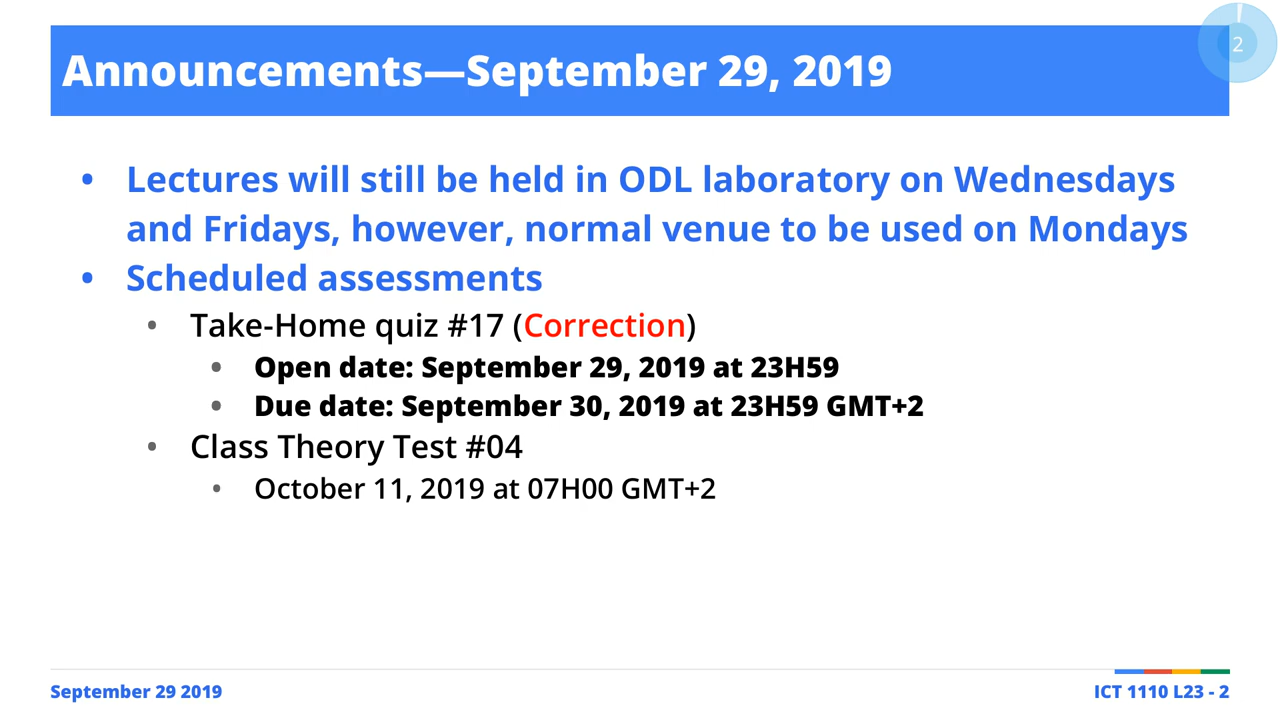 2
Announcements—September 29, 2019
• Lectures will still be held in ODL laboratory on Wednesdays
and Fridays, however, normal venue to be used on Mondays
• Scheduled assessments
• Take-Home quiz #17 (Correction)
• Open date: September 29, 2019 at 23H59
• Due date: September 30, 2019 at 23H59 GMT+2
• Class Theory Test #04
• October 11, 2019 at 07H00 GMT+2
September 29 2019
ICT 1110 L23 - 2